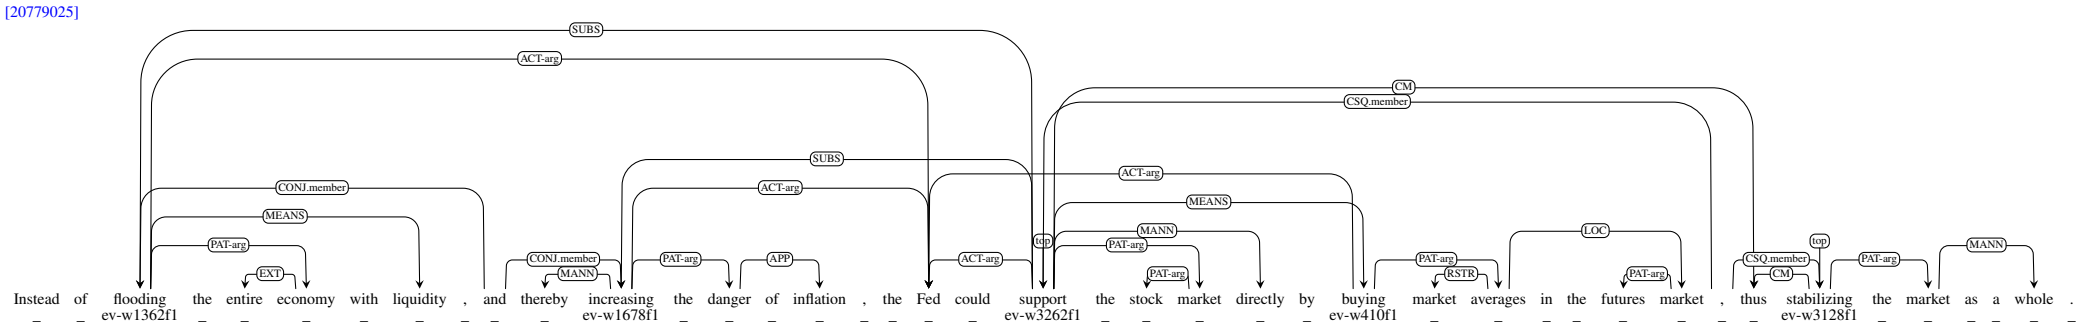 [20779025]
SUBS
ACT-arg
CM
CSQ.member
SUBS
ACT-arg
CONJ.member ACT-arg
MEANS
MEANS
MANN LOC
top top
PAT-arg PAT-arg MANN
CONJ.member PAT-arg APP ACT-arg PAT-arg CSQ.member PAT-arg
EXT MANN PAT-arg RSTR PAT-arg CM
Instead of flooding the entire economy with liquidity , and thereby increasing the danger of inflation , the Fed could support the stock market directly by buying market averages in the futures market , thus stabilizing the market as a whole .
_ _ ev-w1362f1 _ _ _ _ _ _ _ _ ev-w1678f1 _ _ _ _ _ _ _ _ ev-w3262f1 _ _ _ _ _ ev-w410f1 _ _ _ _ _ _ _ _ ev-w3128f1 _ _ _ _ _ _